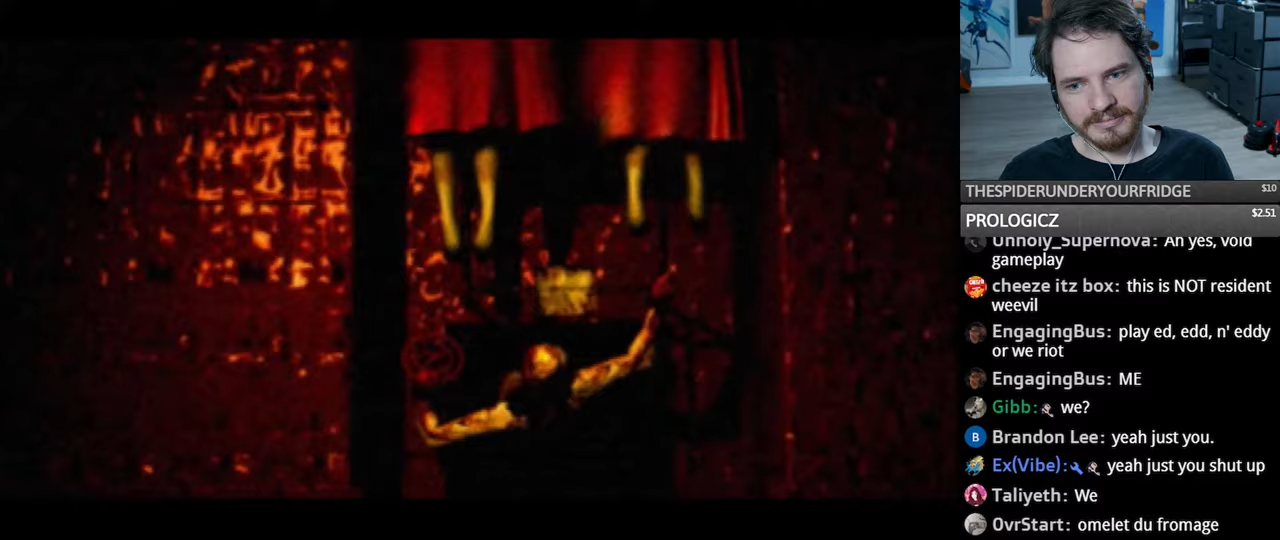 THESPIDERUNDERYOURFRIDGE $10
PROLOGICZ $2.51
Unholy_Supernova: Ah yes, void
gameplay
cheeze itz box: this is NOT resident
weevil
EngagingBus: play ed, edd, n' eddy
or we riot
EngagingBus: ME
Gibb: we?
B Brandon Lee: yeah just you.
Ex(Vibe): yeah just you shut up
Taliyeth: We
OvrStart: omelet du fromage